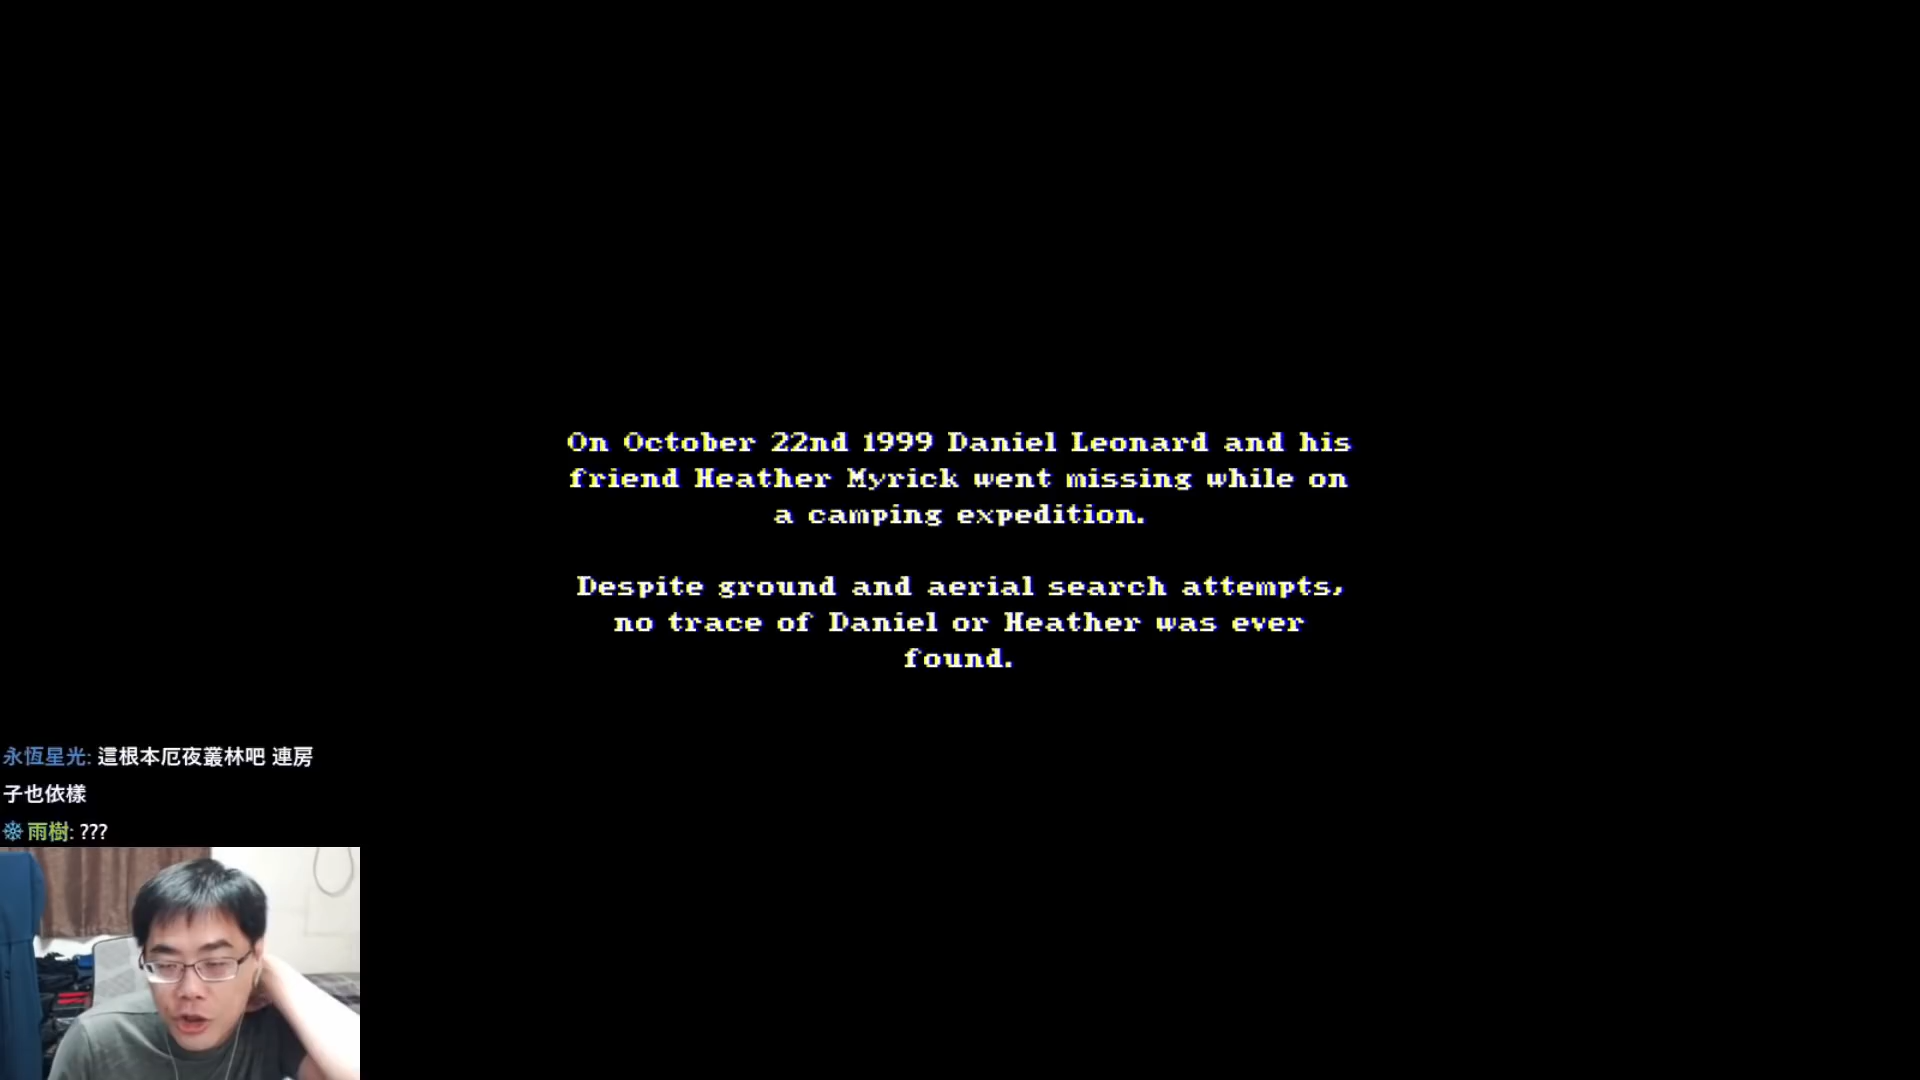 On October 22nd 1999 Daniel Leonard and his
friend Heather Myrick went missing while on
a camping expedition.
Despite ground and aerial search attempts,
no trace of Daniel or Heather was ever
found.
永恆星光: 這根本厄夜叢林吧 連房
子也依樣
雨樹: ???